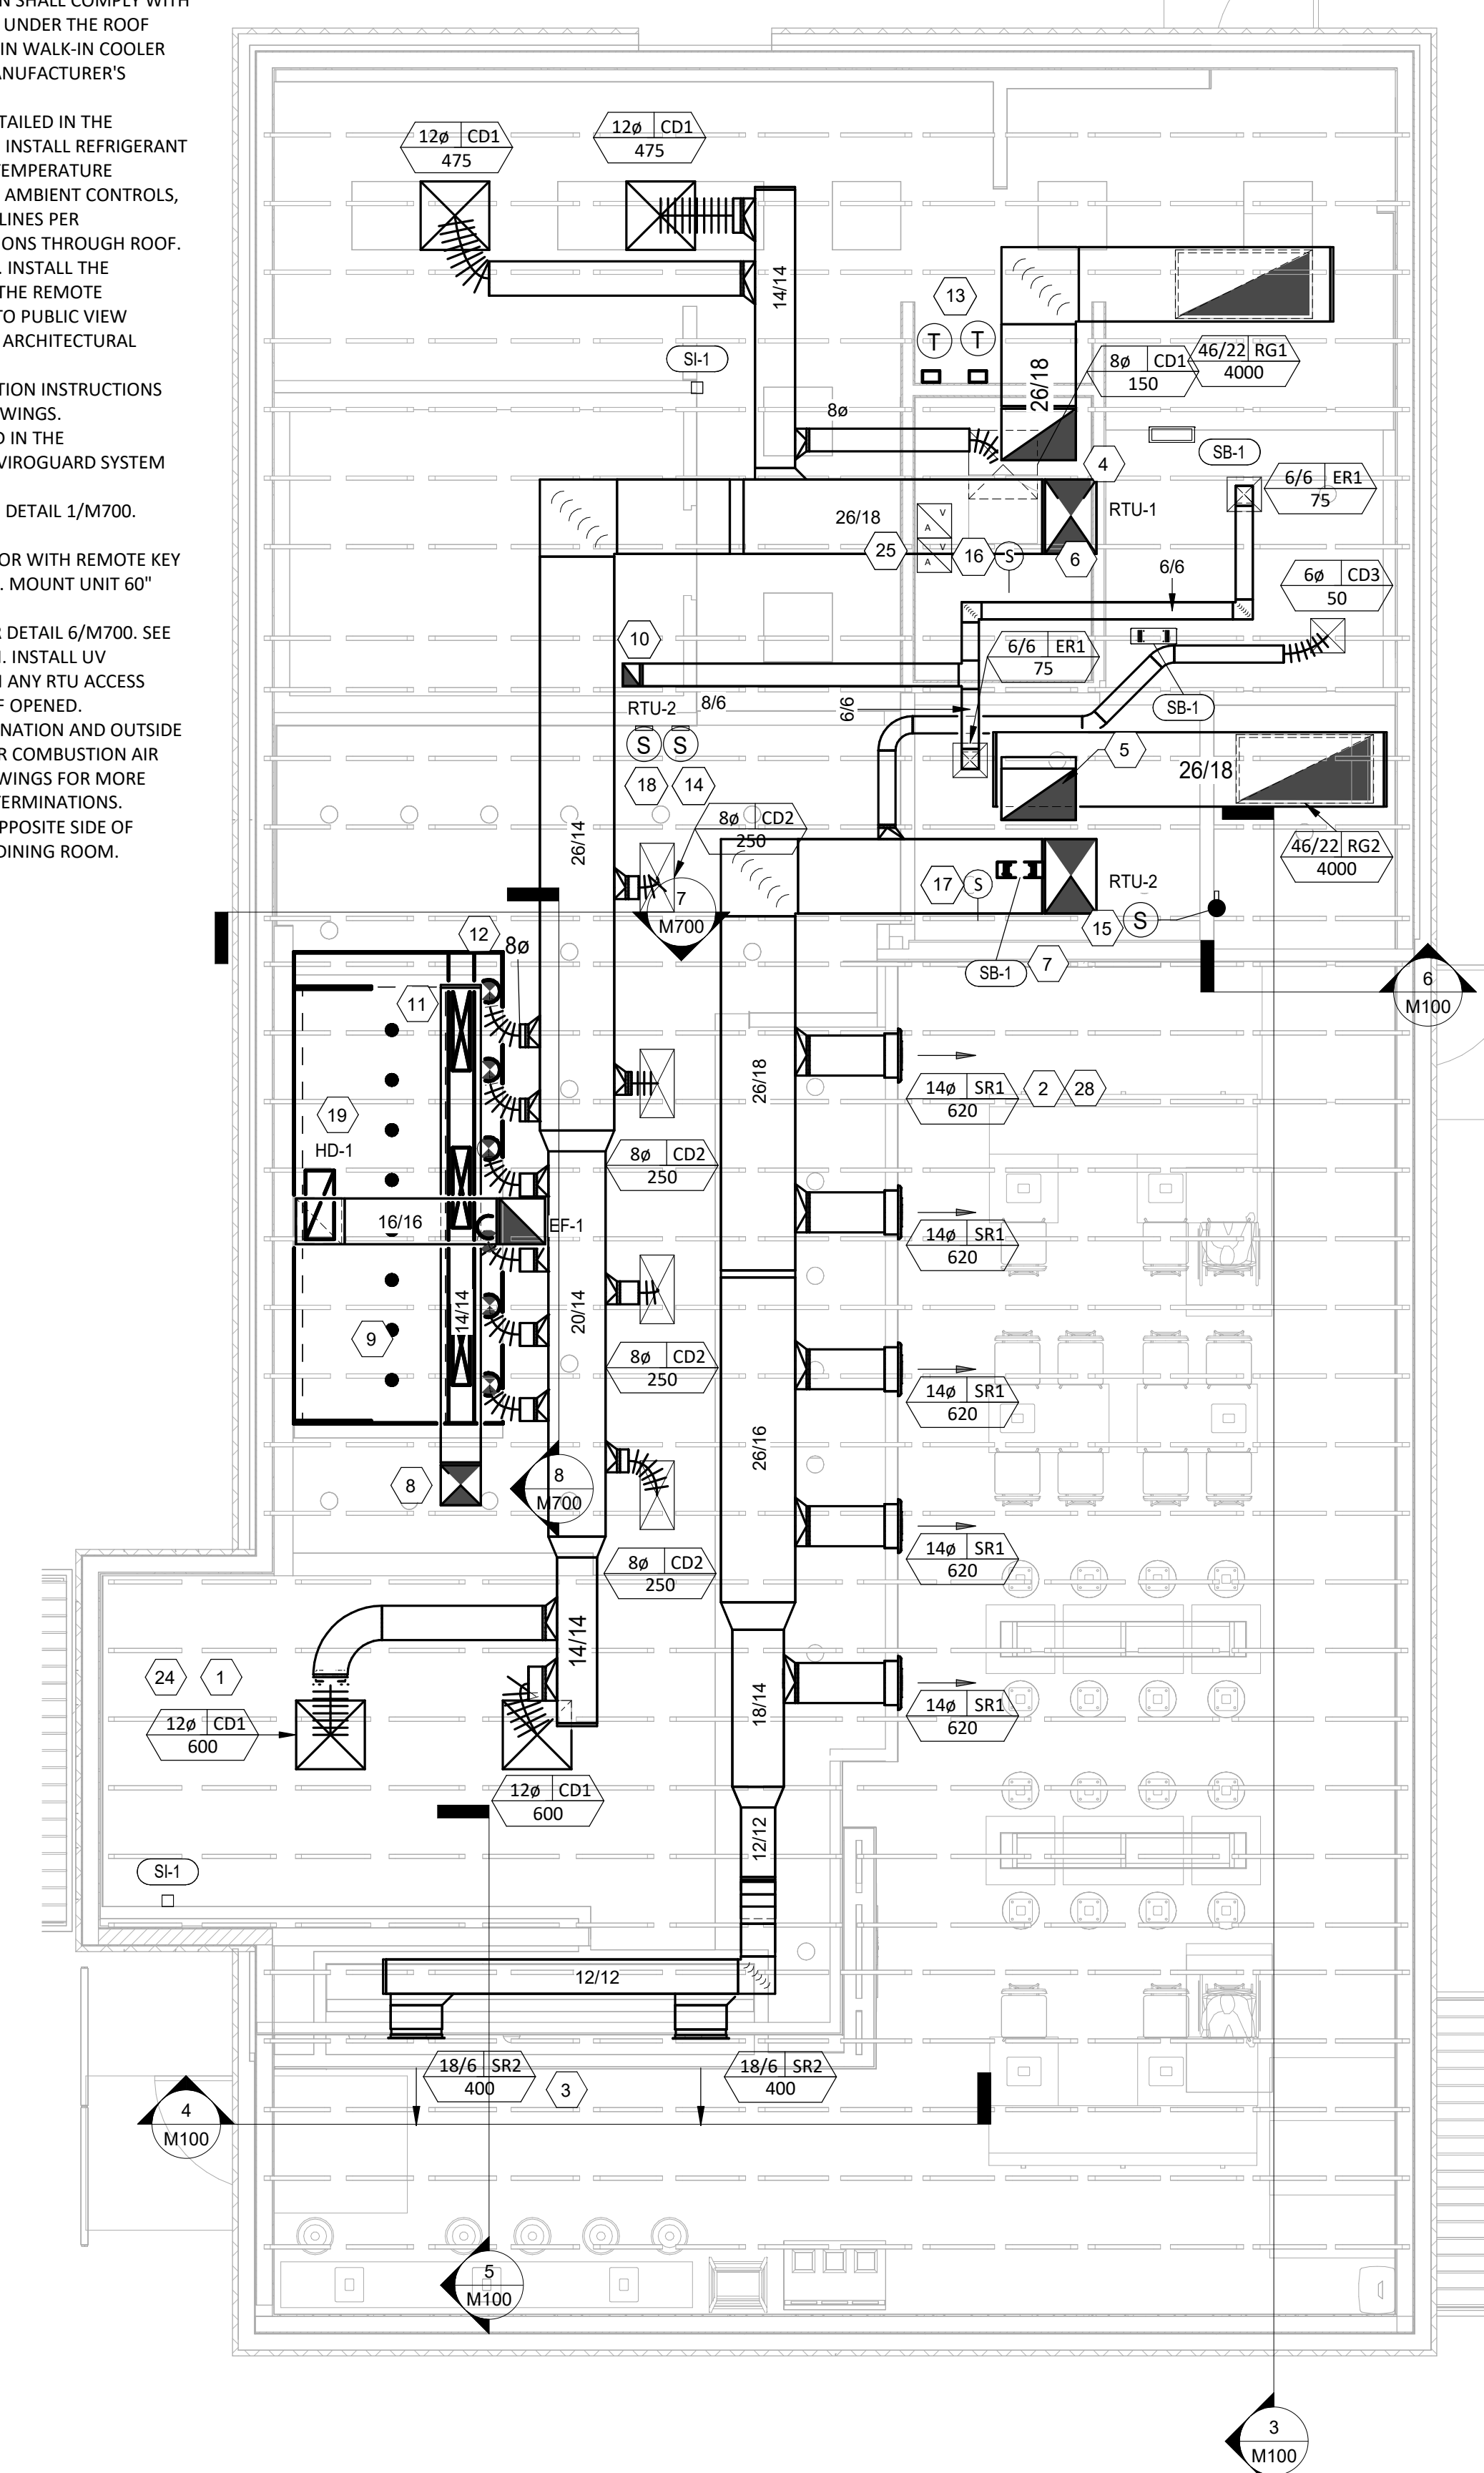 N SHALL COMPLY WITH
UNDER THE ROOF
IN WALK-IN COOLER
ANUFACTURER'S
TAILED IN THE
INSTALL REFRIGERANT
TEMPERATURE
AMBIENT CONTROLS,
LINES PER
IONS THROUGH ROOF.
. INSTALL THE
THE REMOTE
TO PUBLIC VIEW
ARCHITECTURAL
TION INSTRUCTIONS
WINGS.
D IN THE
VIROGUARD SYSTEM
DETAIL 1/M700.
OR WITH REMOTE KEY
. MOUNT UNIT 60"
R DETAIL 6/M700. SEE
N. INSTALL UV
N ANY RTU ACCESS
F OPENED.
INATION AND OUTSIDE
R COMBUSTION AIR
WINGS FOR MORE
TERMINATIONS.
PPOSITE SIDE OF
DINING ROOM.
12ø CD1
475
12ø CD1
475
14/14
13
T T
SI-1
26/18
8ø CD1
150
46/22 RG1
4000
8ø
4
SB-1
6/6 ER1
75
26/18
V
A
V
A
25
16
S
6
RTU-1
6/6
6ø CD3
50
10
6/6 ER1
75
RTU-2
8/6
6/6
SB-1
S S
18
14
5
26/18
26/14
8ø CD2
250
46/22 RG2
4000
7
M700
17
S
RTU-2
15
S
SB-1
7
12
8ø
11
6
M100
19
HD-1
26/18
14ø SR1
620
2
28
8ø CD2
250
16/16
EF-1
14ø SR1
620
14/14
20/14
9
8ø CD2
250
14ø SR1
620
26/16
8
8
M700
14ø SR1
620
8ø CD2
250
14/14
24
1
12ø CD1
600
18/14
14ø SR1
620
12ø CD1
600
12/12
SI-1
12/12
18/6 SR2
400
3
18/6 SR2
400
4
M100
5
M100
3
M100